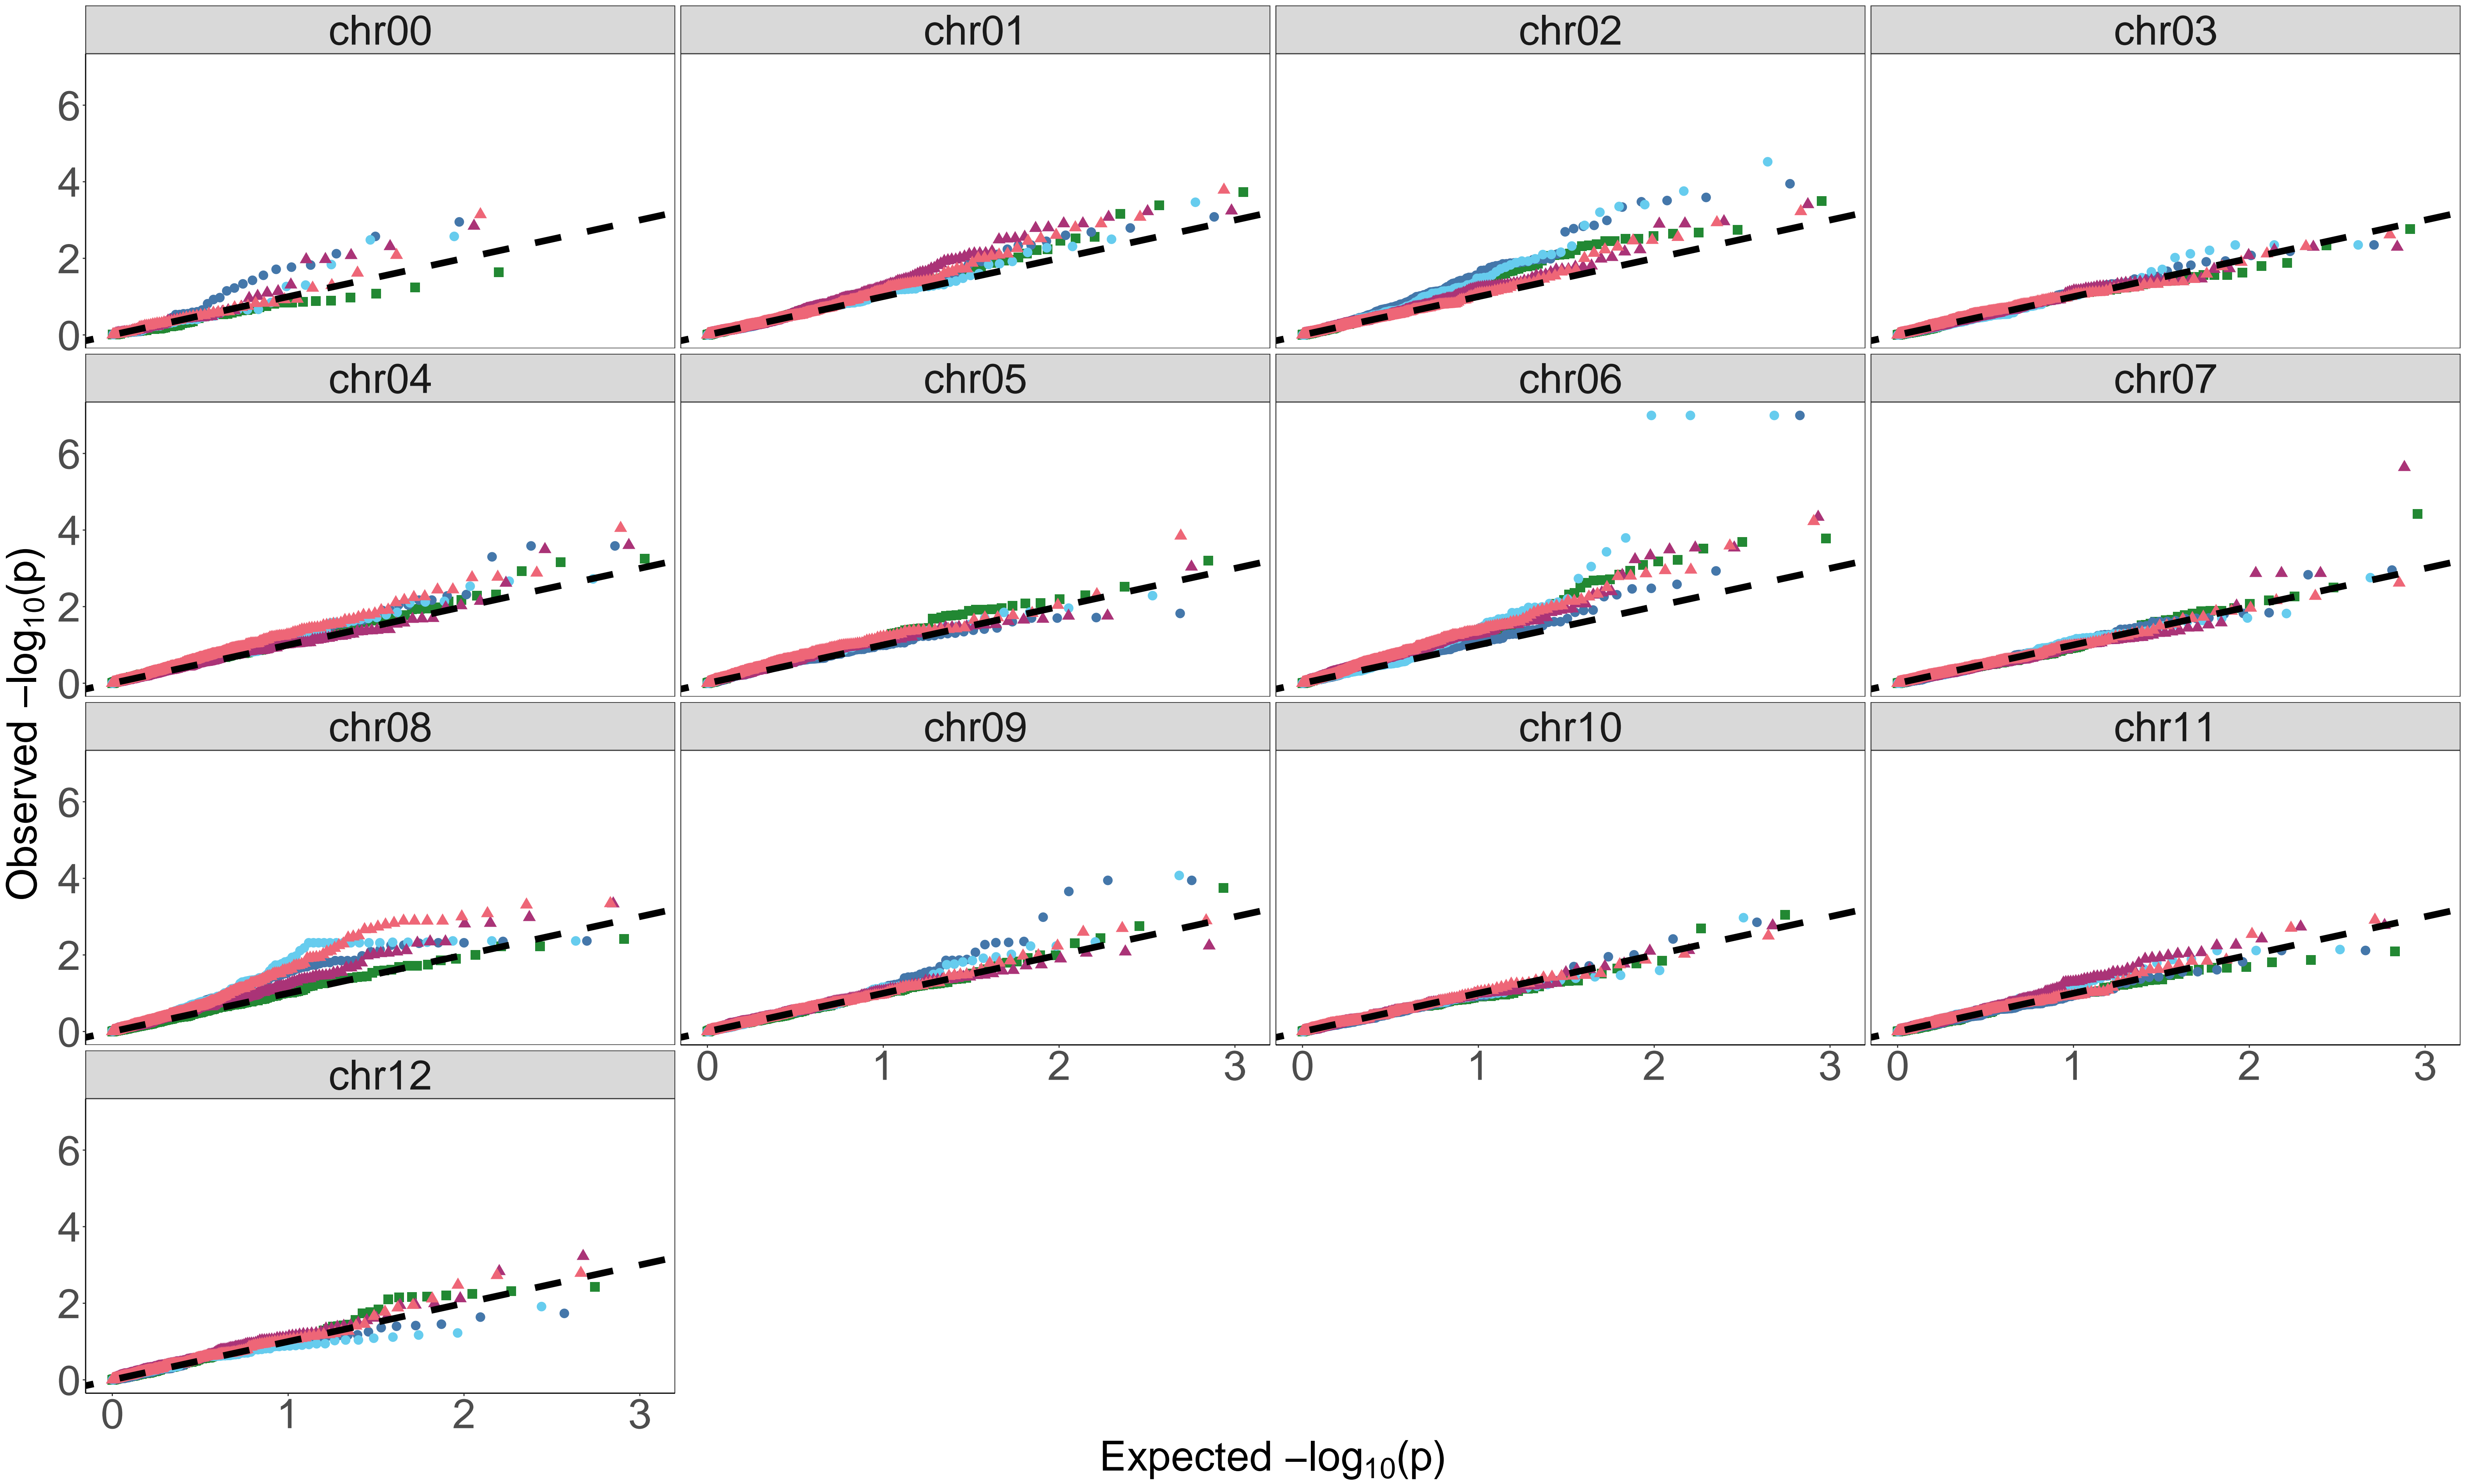 chr00 chr01 chr02 chr03
6
4
2
0
chr04 chr05 chr06 chr07
6
4
2
0
chr08 chr09 chr10 chr11
6
4
2
0
0 1 2 3 0 1 2 3 0 1 2 3
chr12
6
4
2
0
0 1 2 3
Observed –log10(p)
Expected –log10(p)